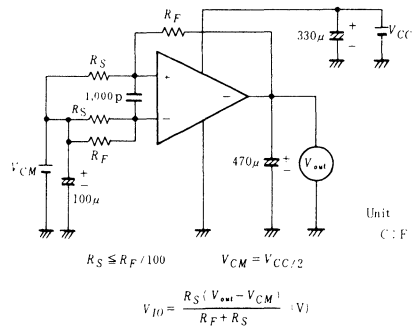 R_F
330μ
+
−
V_CC
R_S
+
1,000p
−
R_S
−
R_F
V_CM
+
−
100μ
470μ
+
−
V_out
Unit
C : F
R_S ≦ R_F /100
V_CM = V_CC/2
V_IO = R_S ( V_out − V_CM ) / R_F + R_S (V)